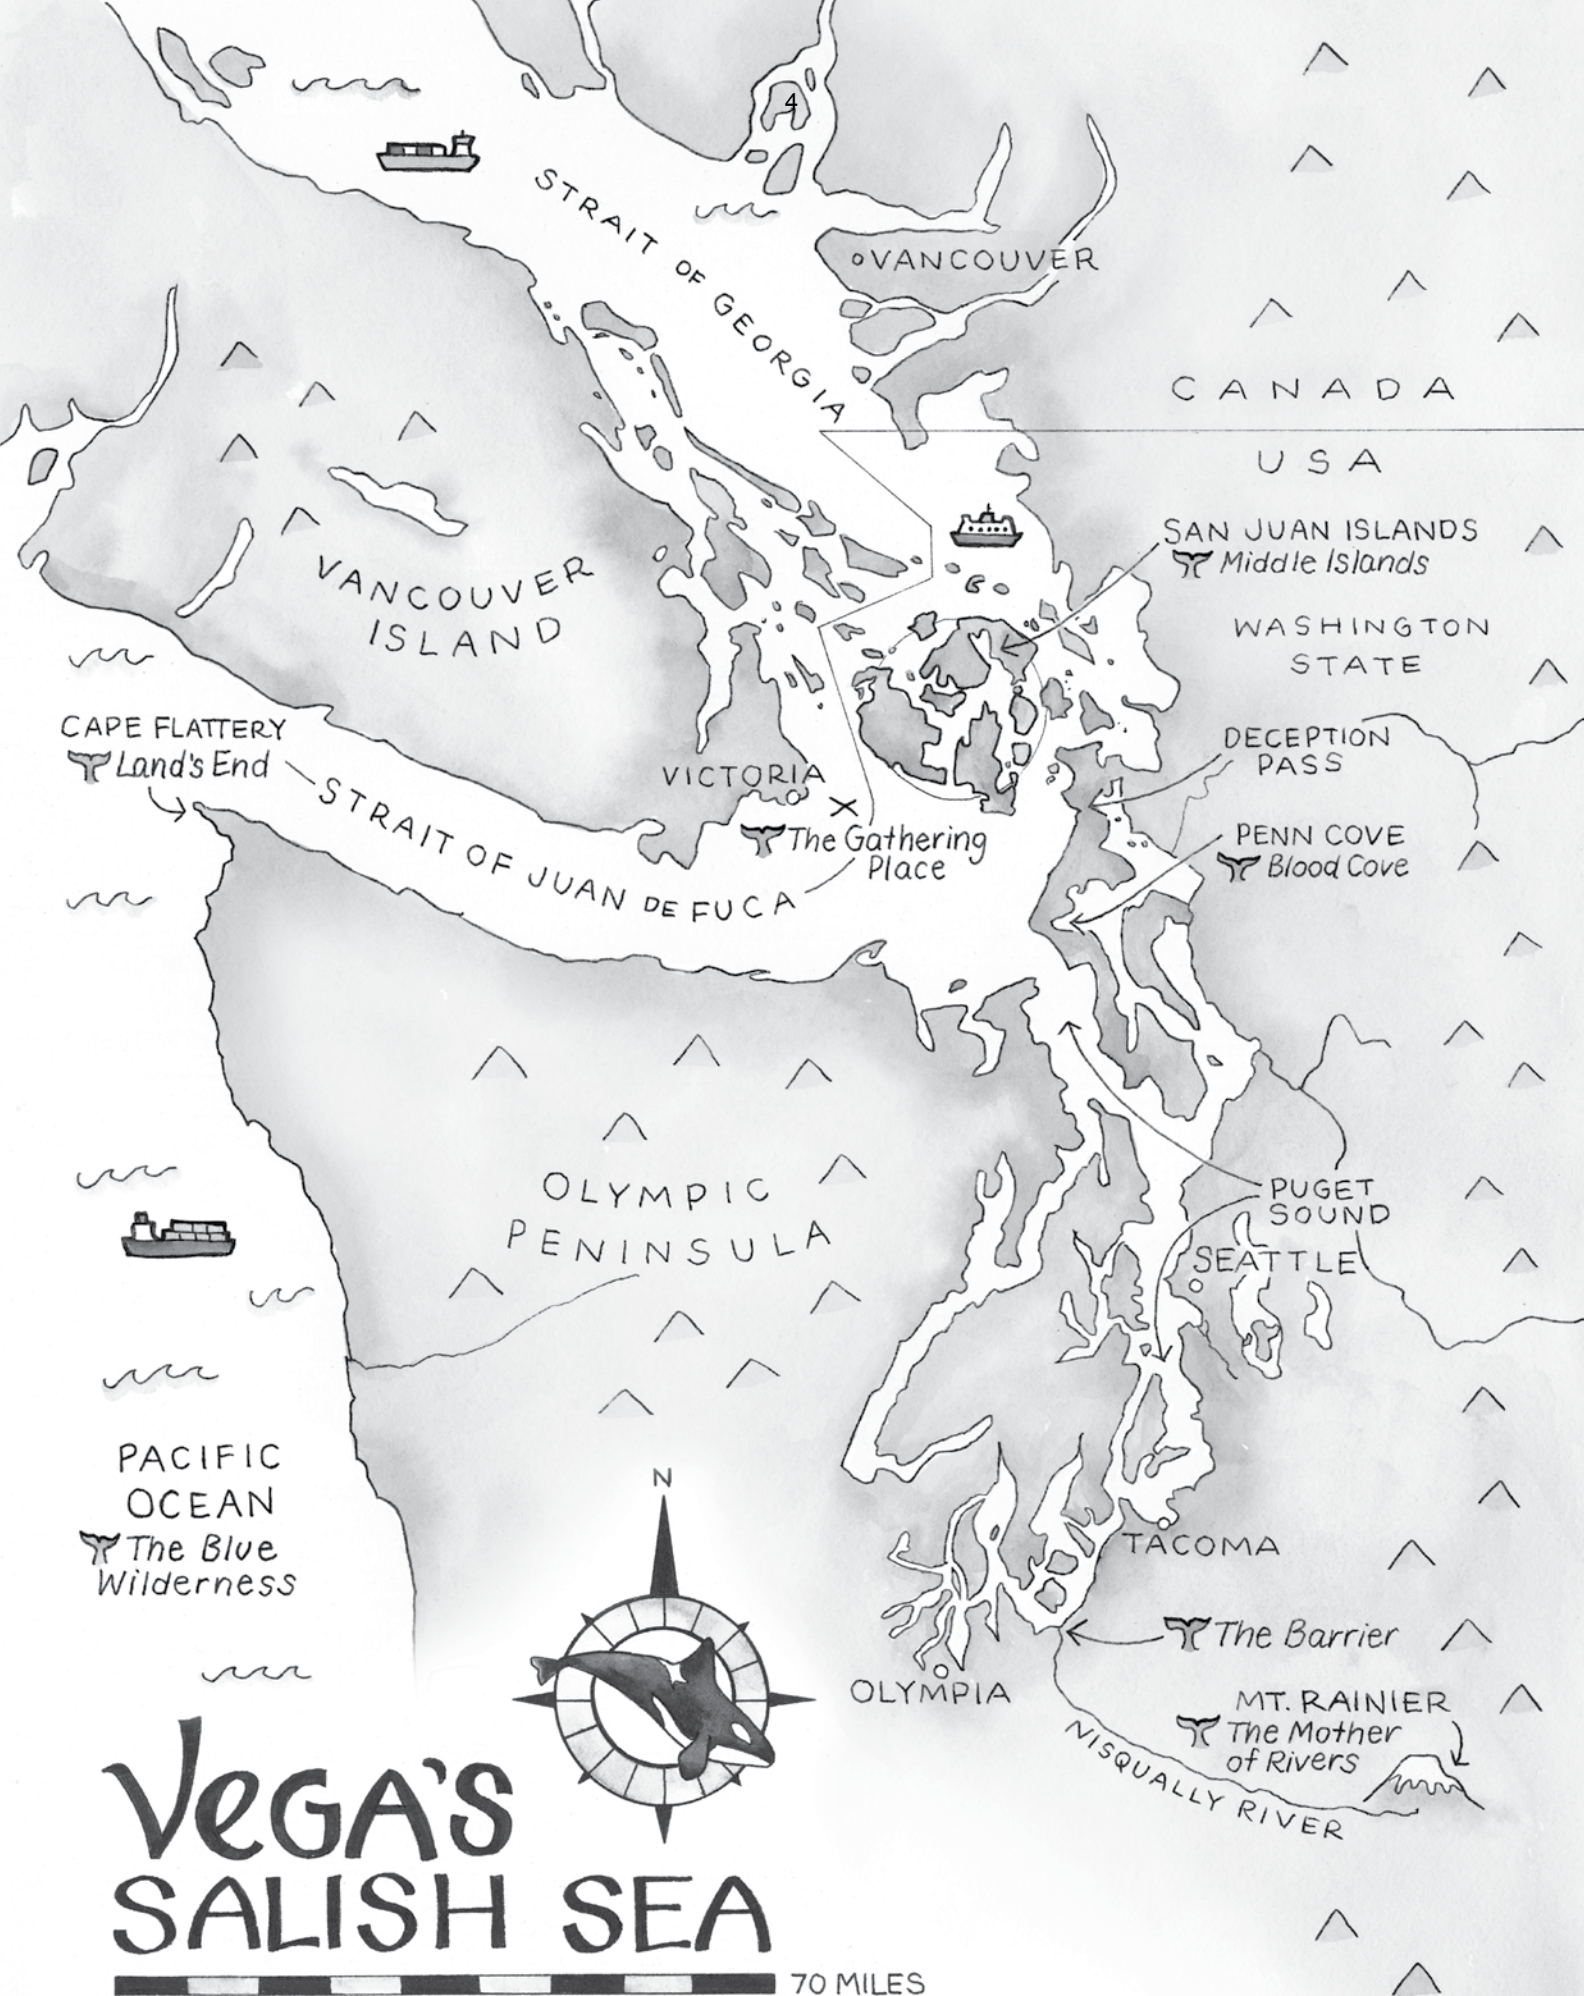 4
STRAIT OF GEORGIA
VANCOUVER
CANADA
USA
SAN JUAN ISLANDS
Middle Islands
VANCOUVER
ISLAND
WASHINGTON
STATE
CAPE FLATTERY
Land's End
DECEPTION
PASS
VICTORIA
STRAIT OF JUAN DE FUCA
The Gathering
Place
PENN COVE
Blood Cove
OLYMPIC
PENINSULA
PUGET
SOUND
SEATTLE
PACIFIC
OCEAN
The Blue
Wilderness
N
TACOMA
The Barrier
OLYMPIA
MT. RAINIER
The Mother
of Rivers
NISQUALLY RIVER
VeGA'S
SALISH SEA
70 MILES